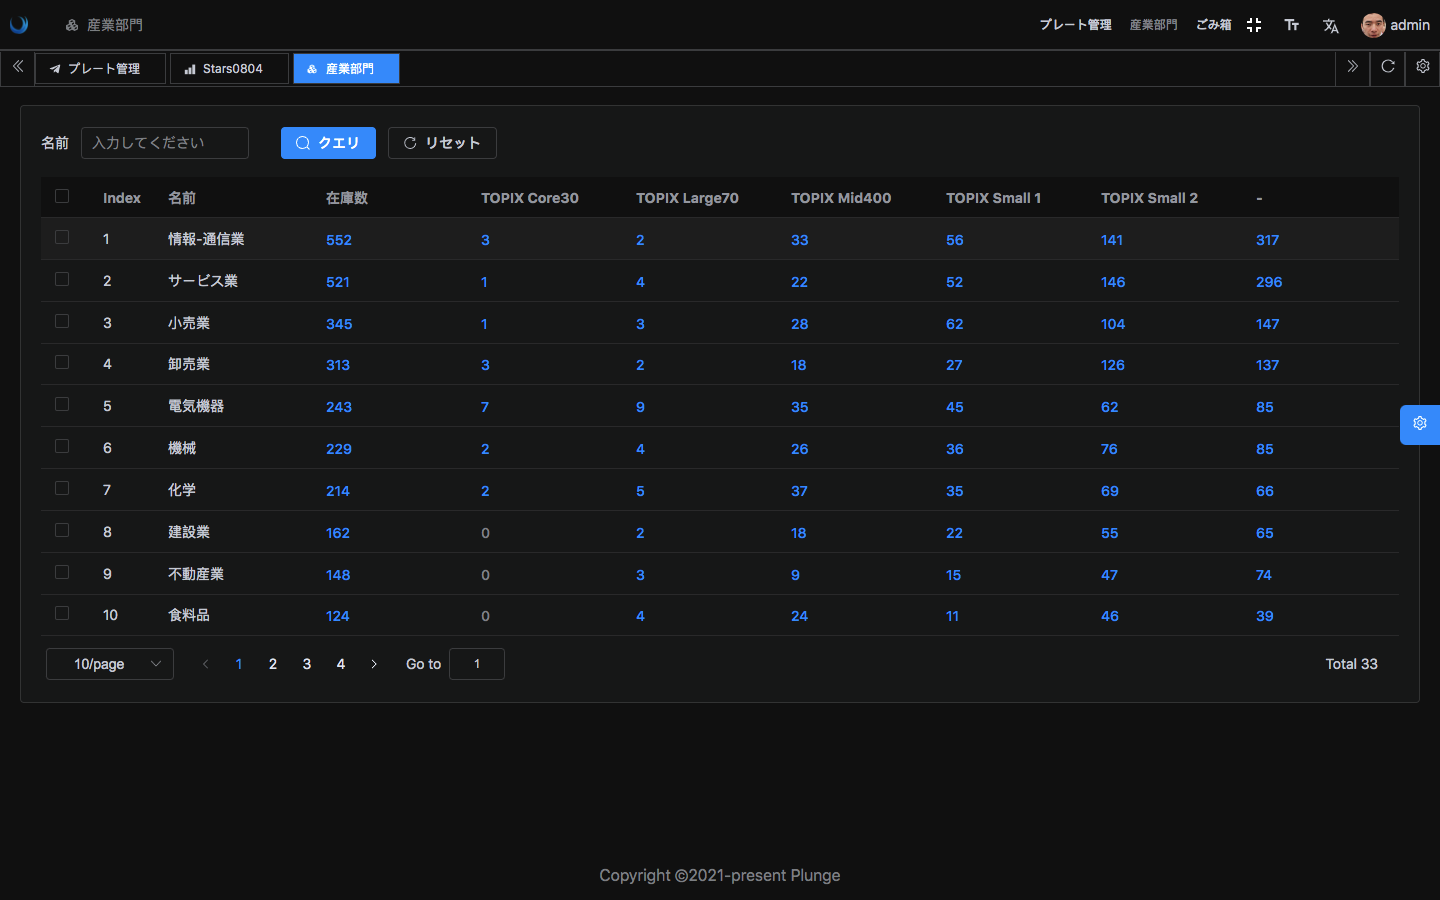 産業部門 プレート管理 産業部門 ごみ箱 admin
プレート管理 Stars0804 産業部門
名前 入力してください クエリ リセット
Index 名前 在庫数 TOPIX Core30 TOPIX Large70 TOPIX Mid400 TOPIX Small 1 TOPIX Small 2 -
1 情報-通信業 552 3 2 33 56 141 317
2 サービス業 521 1 4 22 52 146 296
3 小売業 345 1 3 28 62 104 147
4 卸売業 313 3 2 18 27 126 137
5 電気機器 243 7 9 35 45 62 85
6 機械 229 2 4 26 36 76 85
7 化学 214 2 5 37 35 69 66
8 建設業 162 0 2 18 22 55 65
9 不動産業 148 0 3 9 15 47 74
10 食料品 124 0 4 24 11 46 39
10/page 1 2 3 4 Go to 1 Total 33
Copyright ©2021-present Plunge